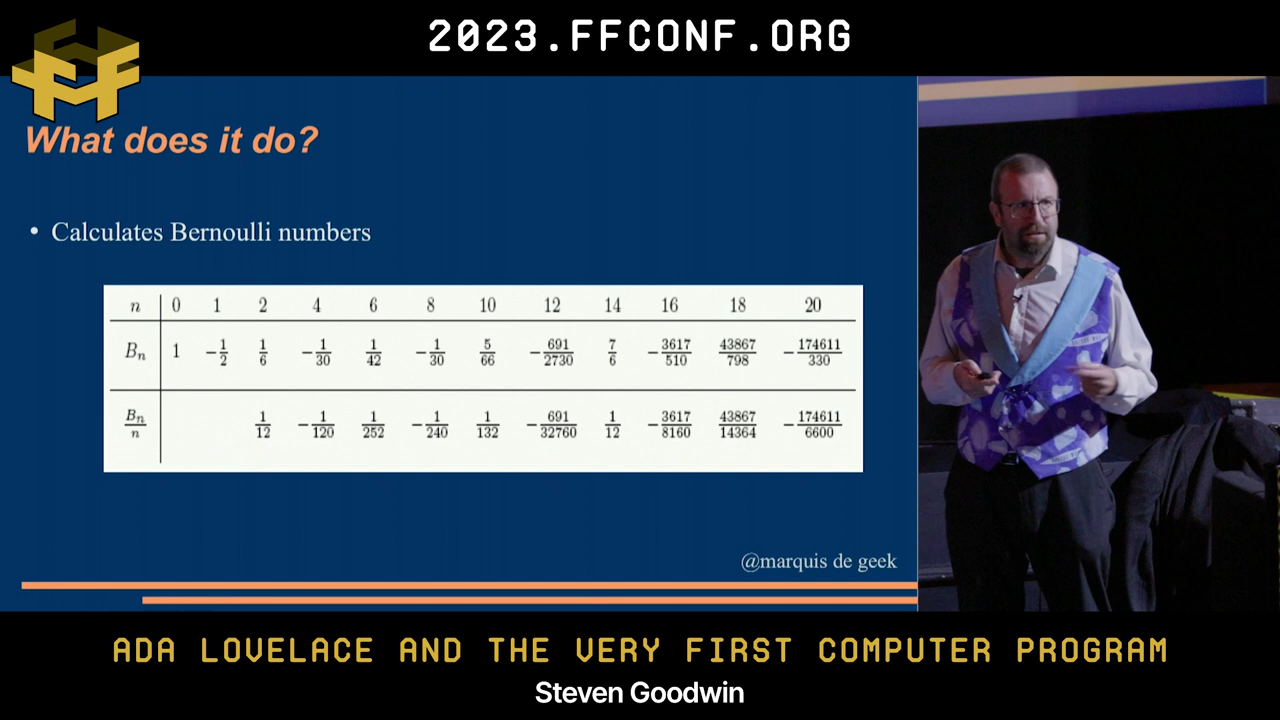 2023.FFCONF.ORG
What does it do?
• Calculates Bernoulli numbers
n 0 1 2 4 6 8 10 12 14 16 18 20
Bn 1 −1/2 1/6 −1/30 1/42 −1/30 5/66 −691/2730 7/6 −3617/510 43867/798 −174611/330
Bn/n 1/12 −1/120 1/252 −1/240 1/132 −691/32760 1/12 −3617/8160 43867/14364 −174611/6600
@marquis de geek
ADA LOVELACE AND THE VERY FIRST COMPUTER PROGRAM
Steven Goodwin